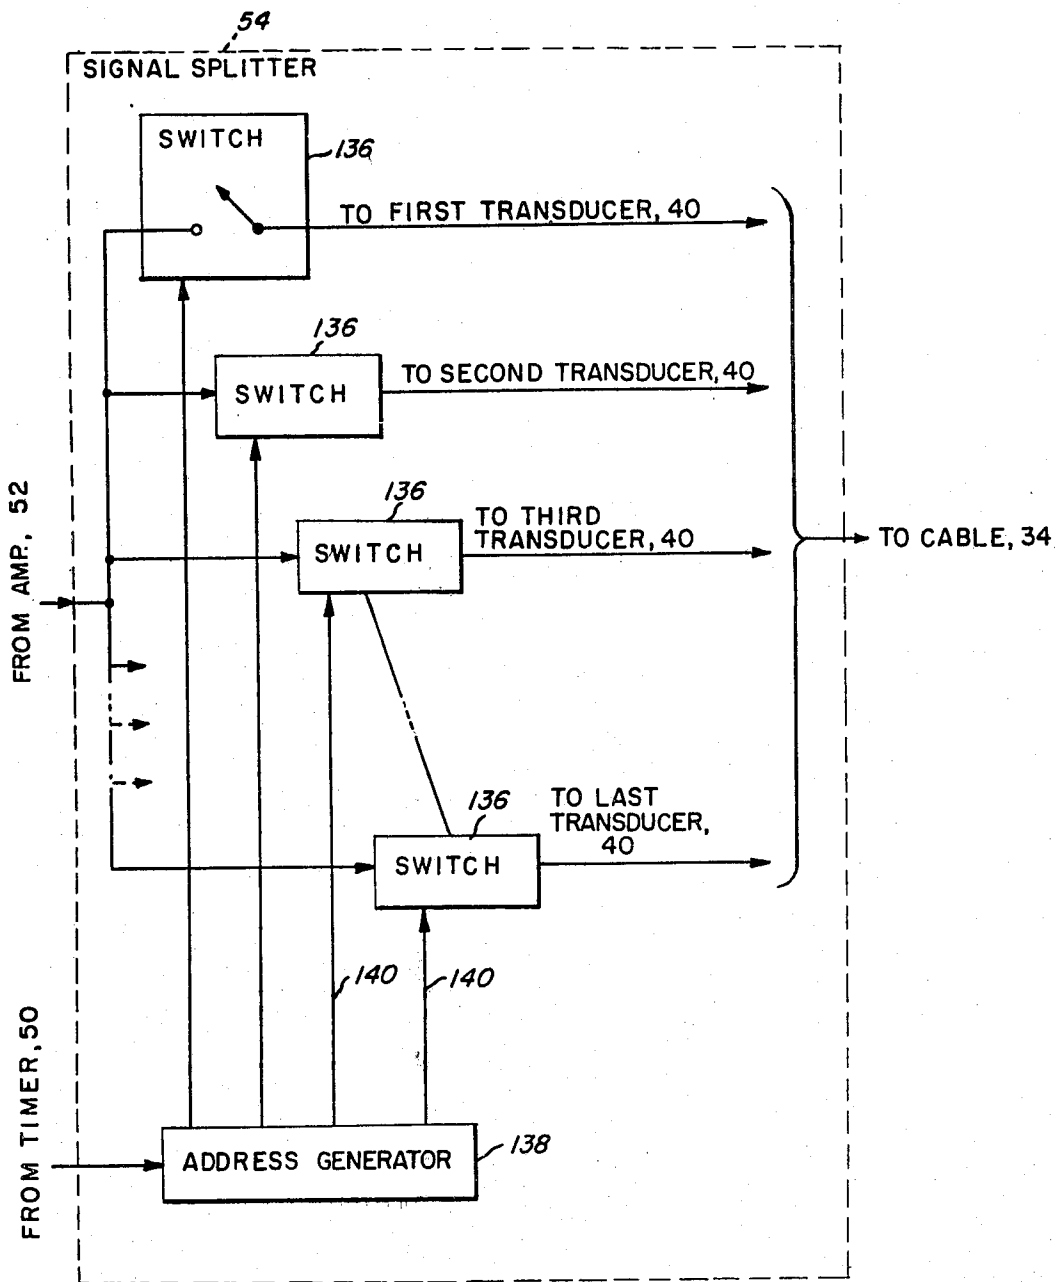 54
SIGNAL SPLITTER
SWITCH
136
TO FIRST TRANSDUCER, 40
136
SWITCH
TO SECOND TRANSDUCER, 40
136
SWITCH
TO THIRD
TRANSDUCER, 40
TO CABLE, 34
FROM AMP., 52
136
SWITCH
TO LAST
TRANSDUCER,
40
140
140
FROM TIMER, 50
ADDRESS GENERATOR
138